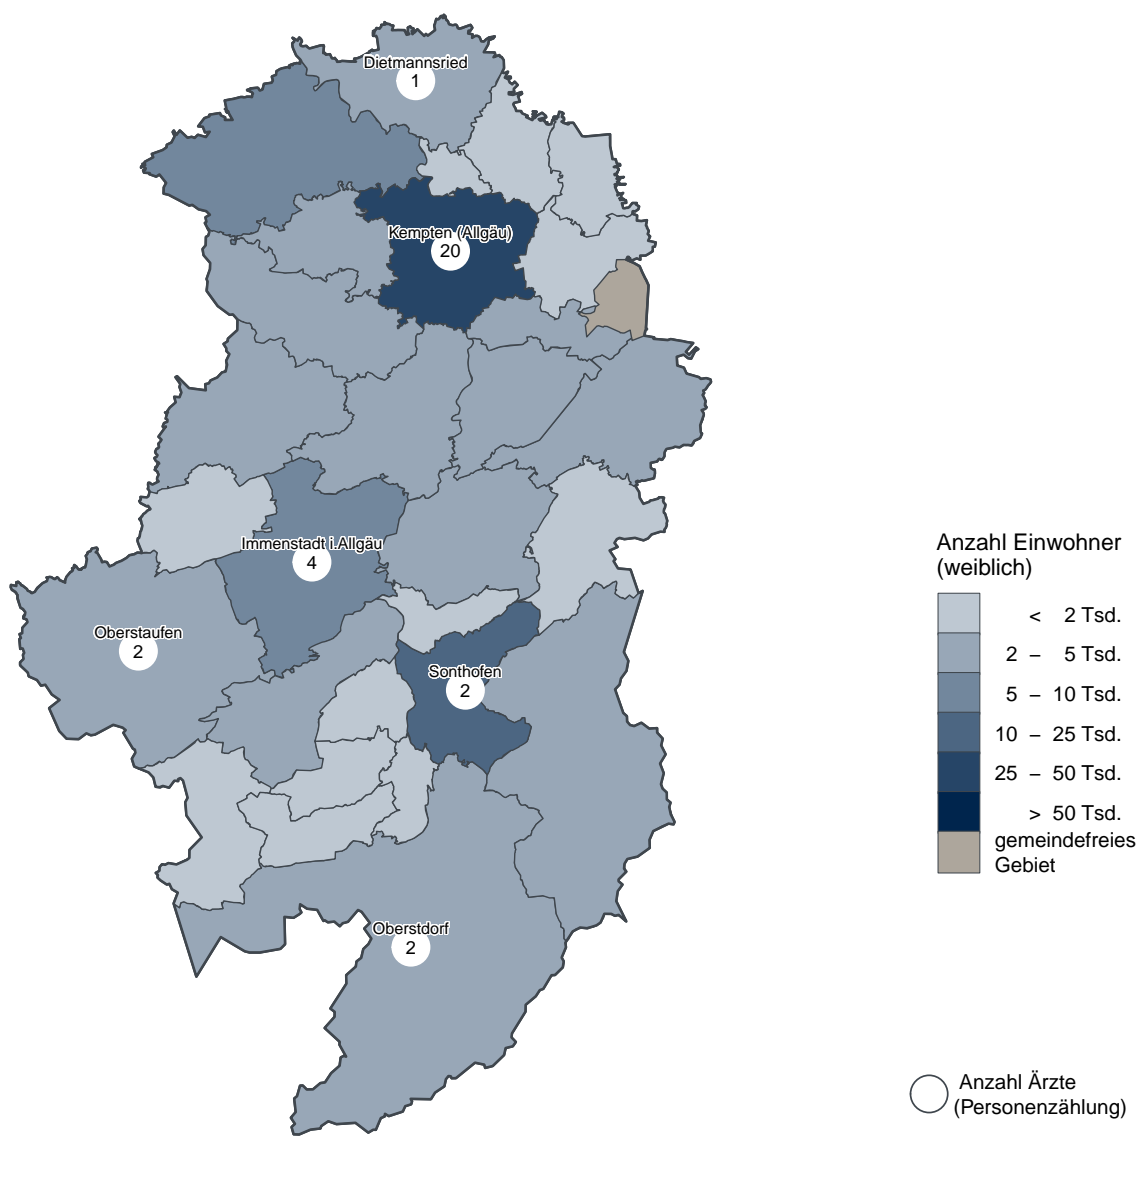 Dietmannsried
1
Kempten (Allgäu)
20
Immenstadt i.Allgäu
4
Oberstaufen
2
Sonthofen
2
Oberstdorf
2
Anzahl Einwohner
(weiblich)
< 2 Tsd.
2 – 5 Tsd.
5 – 10 Tsd.
10 – 25 Tsd.
25 – 50 Tsd.
> 50 Tsd.
gemeindefreies
Gebiet
Anzahl Ärzte
(Personenzählung)